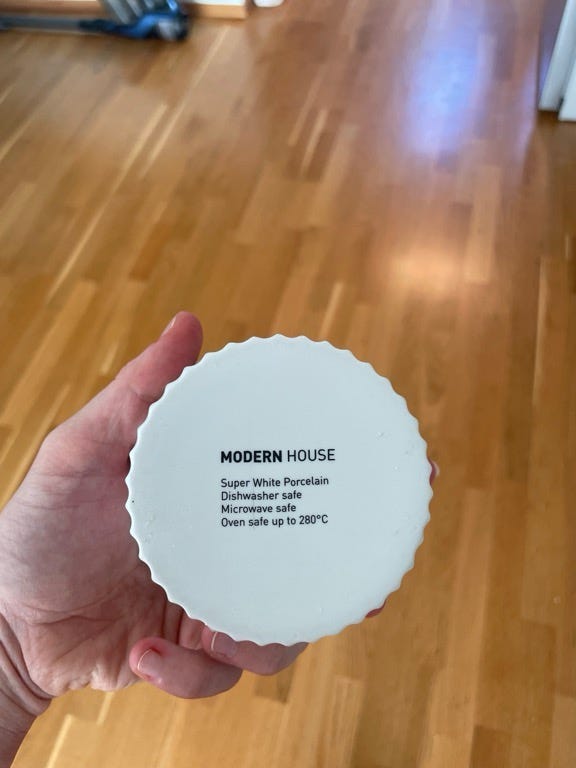 MODERN HOUSE
Super White Porcelain
Dishwasher safe
Microwave safe
Oven safe up to 280°C